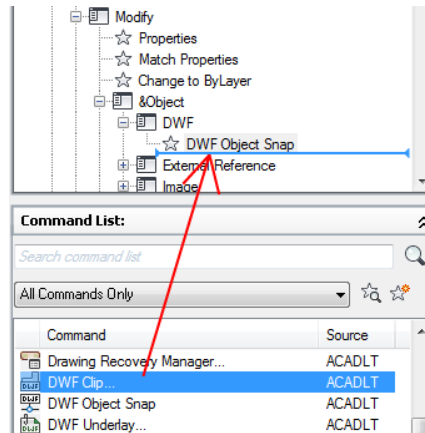 Modify
Properties
Match Properties
Change to ByLayer
&Object
DWF
DWF Object Snap
External Reference
Image
Command List:
Search command list
All Commands Only
Command Source
Drawing Recovery Manager... ACADLT
DWF Clip... ACADLT
DWF Object Snap ACADLT
DWF Underlay... ACADLT